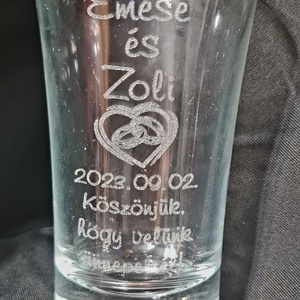 Emese
és
Zoli
2023.09.02.
Köszönjük,
hogy velünk